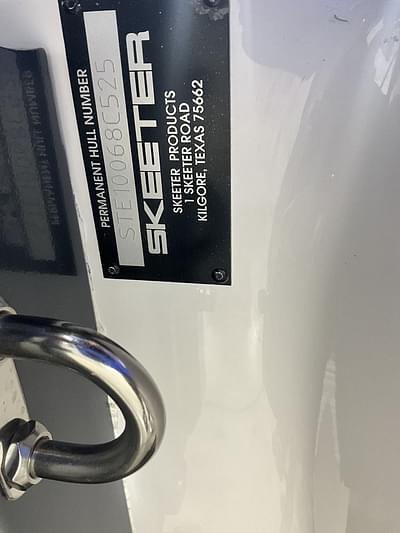 PERMANENT HULL NUMBER
STE10068C525
SKEETER
SKEETER PRODUCTS
1 SKEETER ROAD
KILGORE, TEXAS 75662